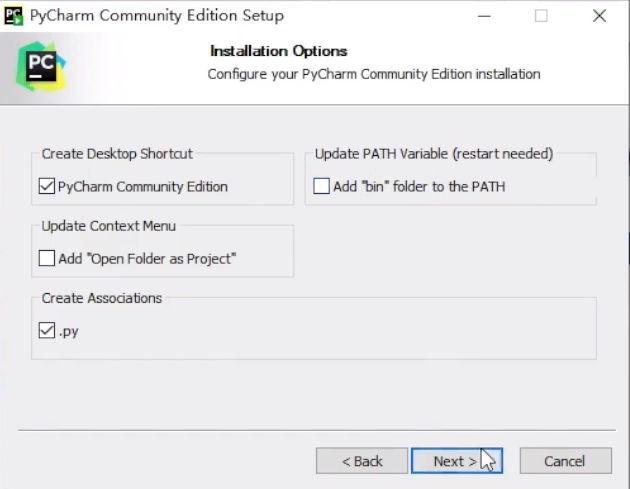 PyCharm Community Edition Setup
PC
Installation Options
Configure your PyCharm Community Edition installation
Create Desktop Shortcut
PyCharm Community Edition
Update PATH Variable (restart needed)
Add "bin" folder to the PATH
Update Context Menu
Add "Open Folder as Project"
Create Associations
.py
< Back
Next >
Cancel